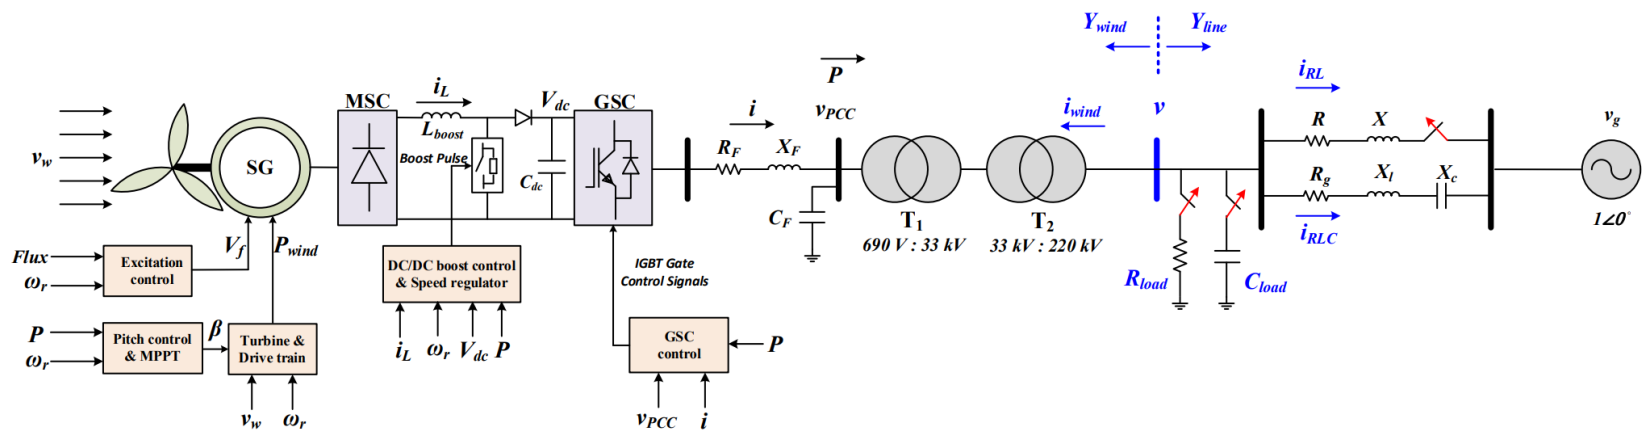 Y_wind Y_line
P
v_PCC
i_RL
MSC
i_L
V_dc
GSC
i
i_wind
v
R
X
v_g
L_boost
Boost Pulse
v_w
SG
C_dc
R_F
X_F
R_g
X_l
X_c
C_F
T_1
690 V : 33 kV
T_2
33 kV : 220 kV
i_RLC
1∠0°
V_f
P_wind
Flux
ω_r
Excitation
control
DC/DC boost control
& Speed regulator
IGBT Gate
Control Signals
R_load
C_load
P
ω_r
Pitch control
& MPPT
β
Turbine &
Drive train
i_L
ω_r
V_dc
P
GSC
control
P
v_w
ω_r
v_PCC
i